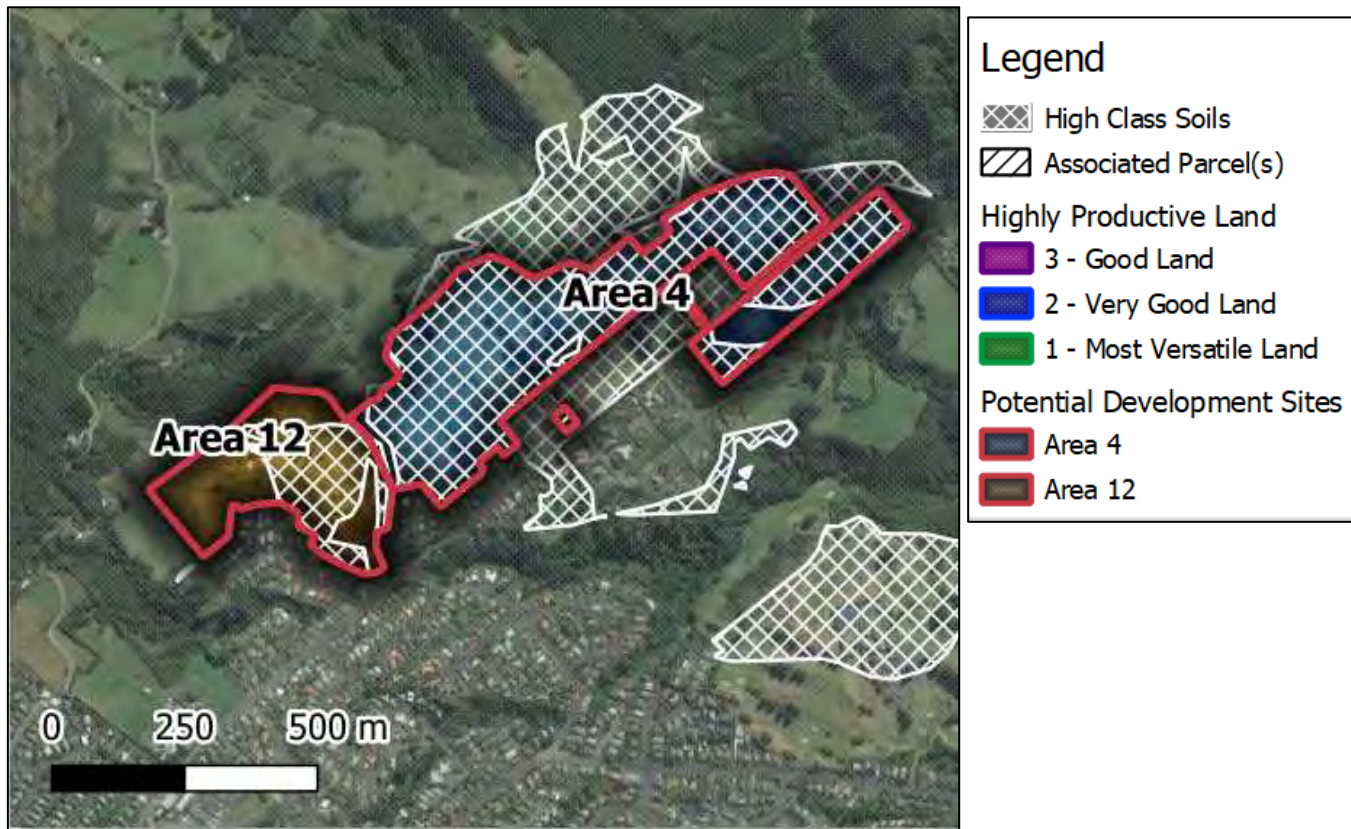 Area 4
Area 12
0 250 500 m
Legend
High Class Soils
Associated Parcel(s)
Highly Productive Land
3 - Good Land
2 - Very Good Land
1 - Most Versatile Land
Potential Development Sites
Area 4
Area 12